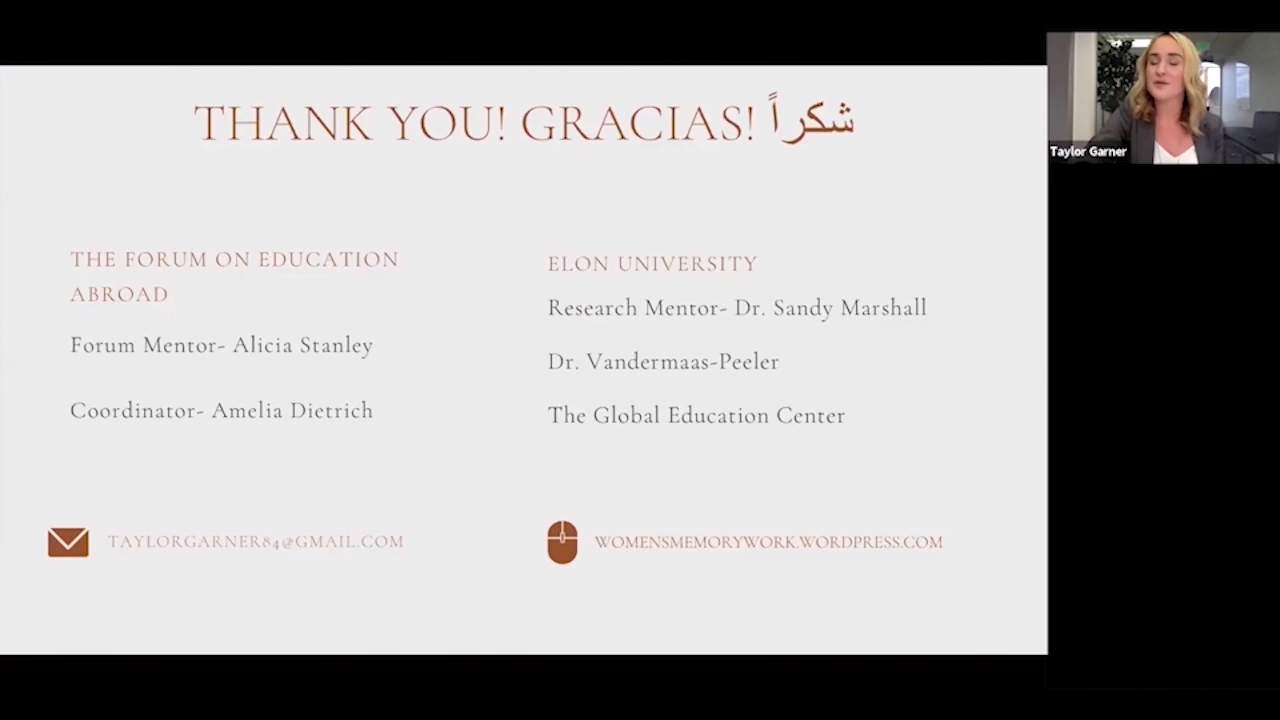 THANK YOU! GRACIAS! شكراً
THE FORUM ON EDUCATION
ABROAD
Forum Mentor- Alicia Stanley
Coordinator- Amelia Dietrich
ELON UNIVERSITY
Research Mentor- Dr. Sandy Marshall
Dr. Vandermaas-Peeler
The Global Education Center
TAYLORGARNER84@GMAIL.COM
WOMENSMEMORYWORK.WORDPRESS.COM
Taylor Garner